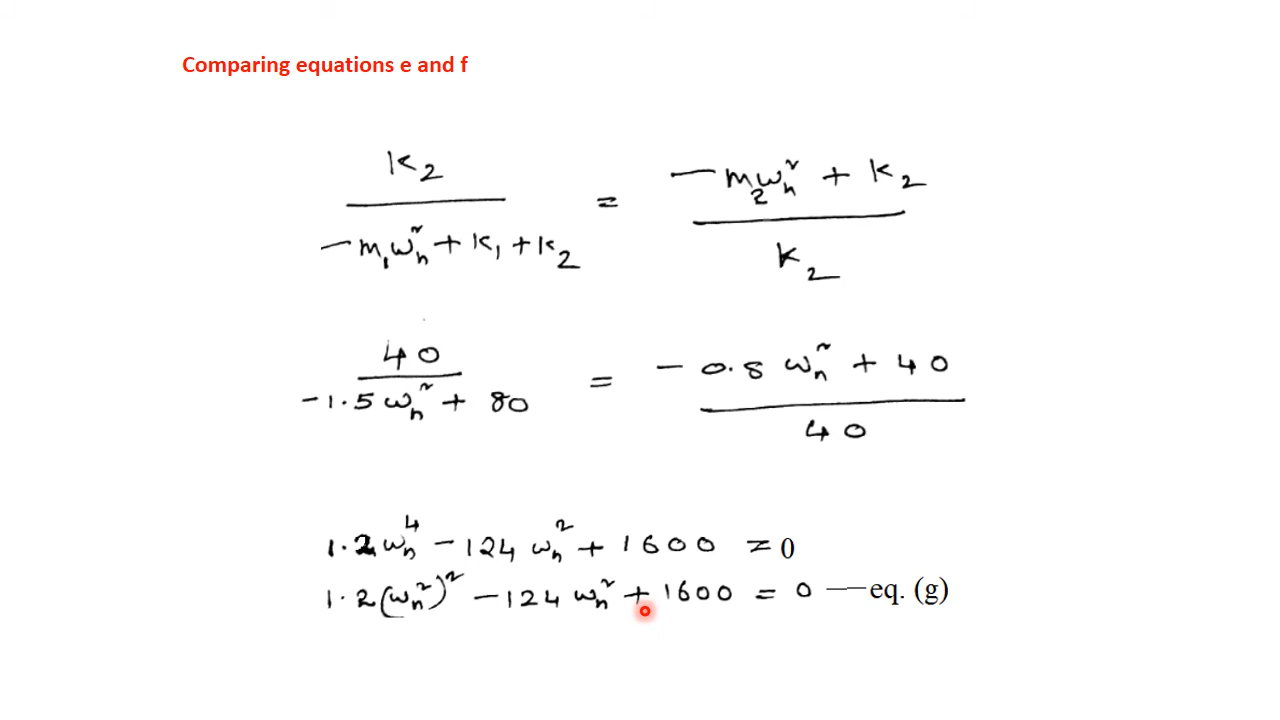 Comparing equations e and f
k₂ / (−m₁ωₙ² + k₁ + k₂) = (−m₂ωₙ² + k₂) / k₂
40 / (−1.5ωₙ² + 80) = (−0.8ωₙ² + 40) / 40
1.2ωₙ⁴ − 124ωₙ² + 1600 = 0
1.2(ωₙ²)² − 124ωₙ² + 1600 = 0 — eq. (g)